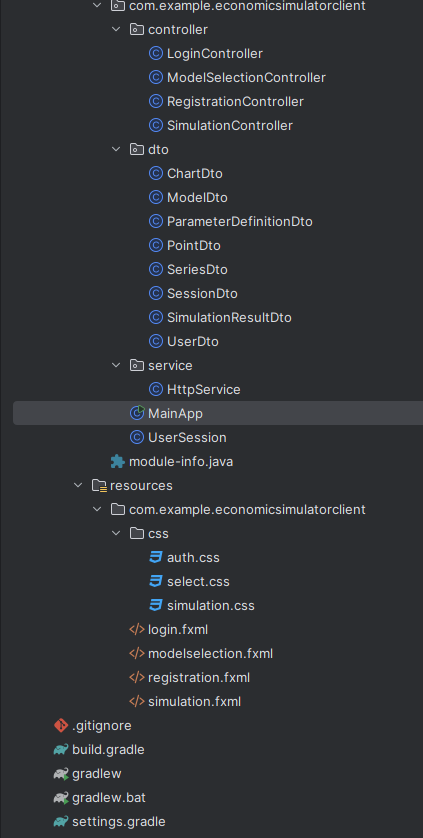 com.example.economicsimulatorclient
controller
LoginController
ModelSelectionController
RegistrationController
SimulationController
dto
ChartDto
ModelDto
ParameterDefinitionDto
PointDto
SeriesDto
SessionDto
SimulationResultDto
UserDto
service
HttpService
MainApp
UserSession
module-info.java
resources
com.example.economicsimulatorclient
css
auth.css
select.css
simulation.css
login.fxml
modelselection.fxml
registration.fxml
simulation.fxml
.gitignore
build.gradle
gradlew
gradlew.bat
settings.gradle